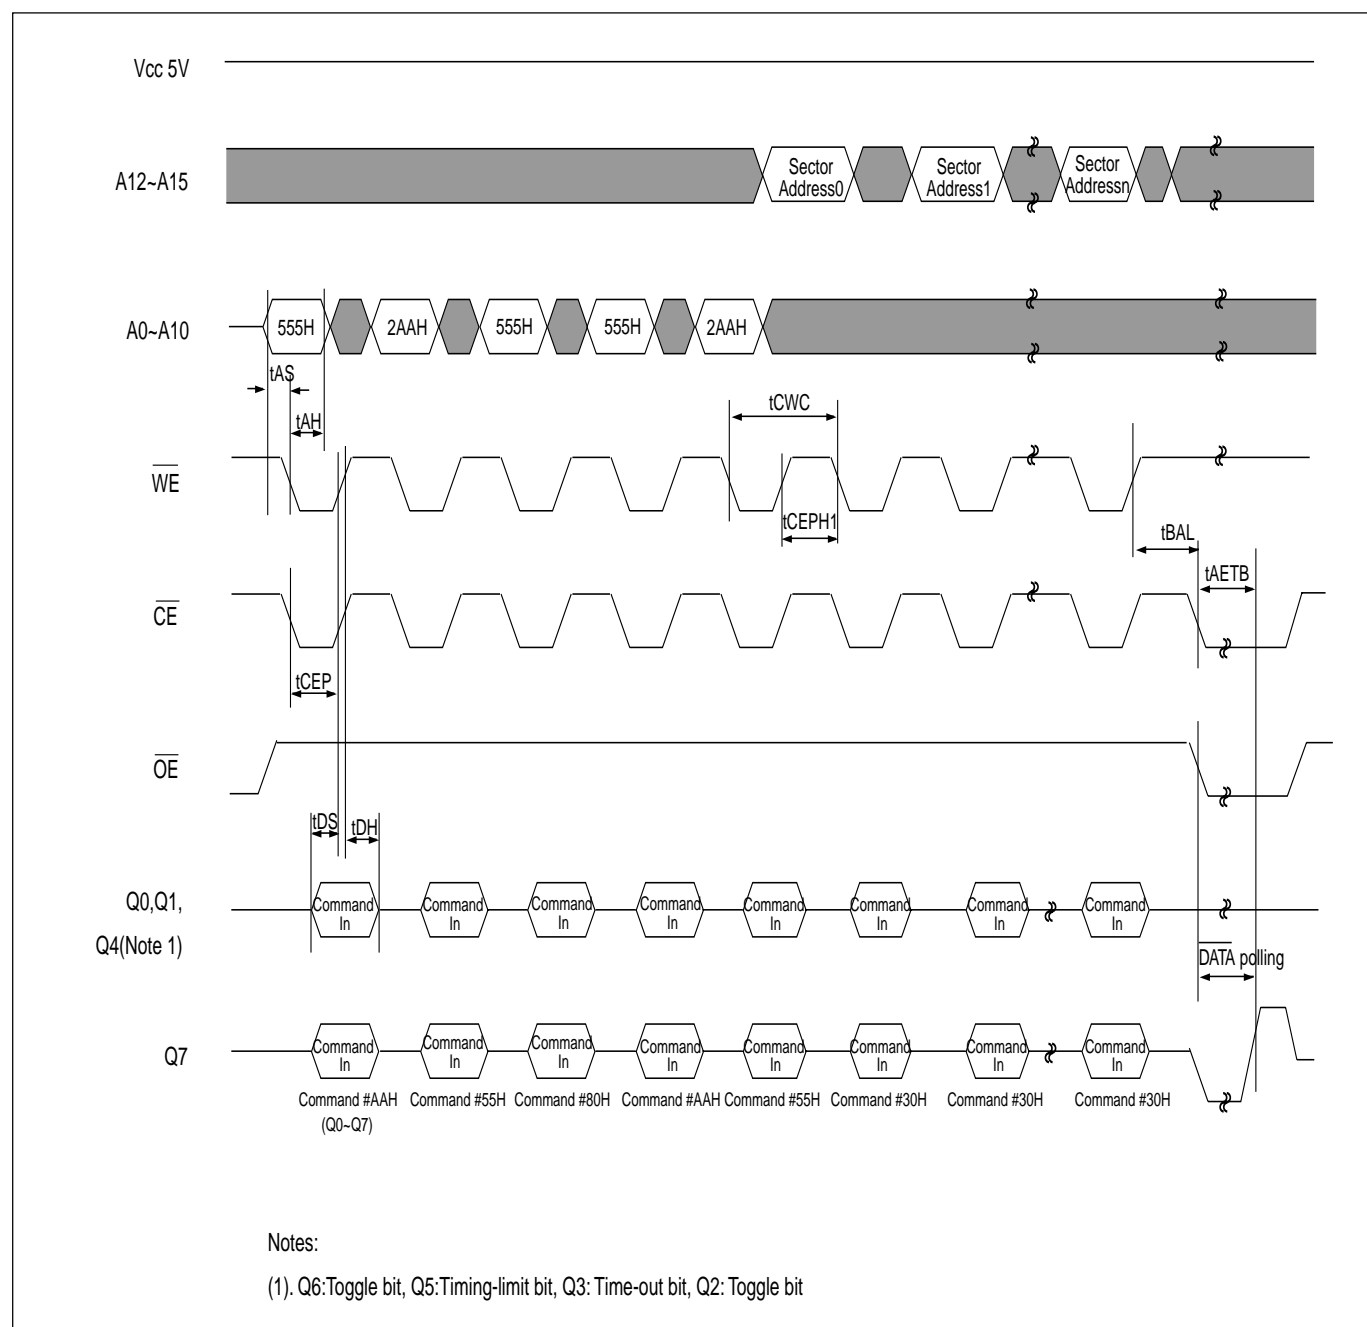 Vcc 5V
A12~A15
Sector Address0
Sector Address1
Sector Addressn
A0~A10
555H
2AAH
555H
555H
2AAH
tAS
tAH
tCWC
WE
tCEPH1
tBAL
tAETB
CE
tCEP
OE
tDS
tDH
Q0,Q1,
Q4(Note 1)
Command In
Command In
Command In
Command In
Command In
Command In
Command In
Command In
DATA polling
Q7
Command In
Command In
Command In
Command In
Command In
Command In
Command In
Command In
Command #AAH
(Q0~Q7)
Command #55H
Command #80H
Command #AAH
Command #55H
Command #30H
Command #30H
Command #30H
Notes:
(1). Q6:Toggle bit, Q5:Timing-limit bit, Q3: Time-out bit, Q2: Toggle bit